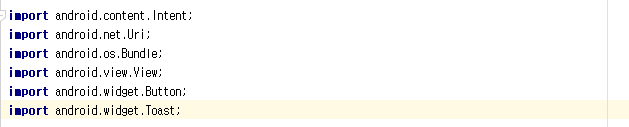 import android.content.Intent;
import android.net.Uri;
import android.os.Bundle;
import android.view.View;
import android.widget.Button;
import android.widget.Toast;